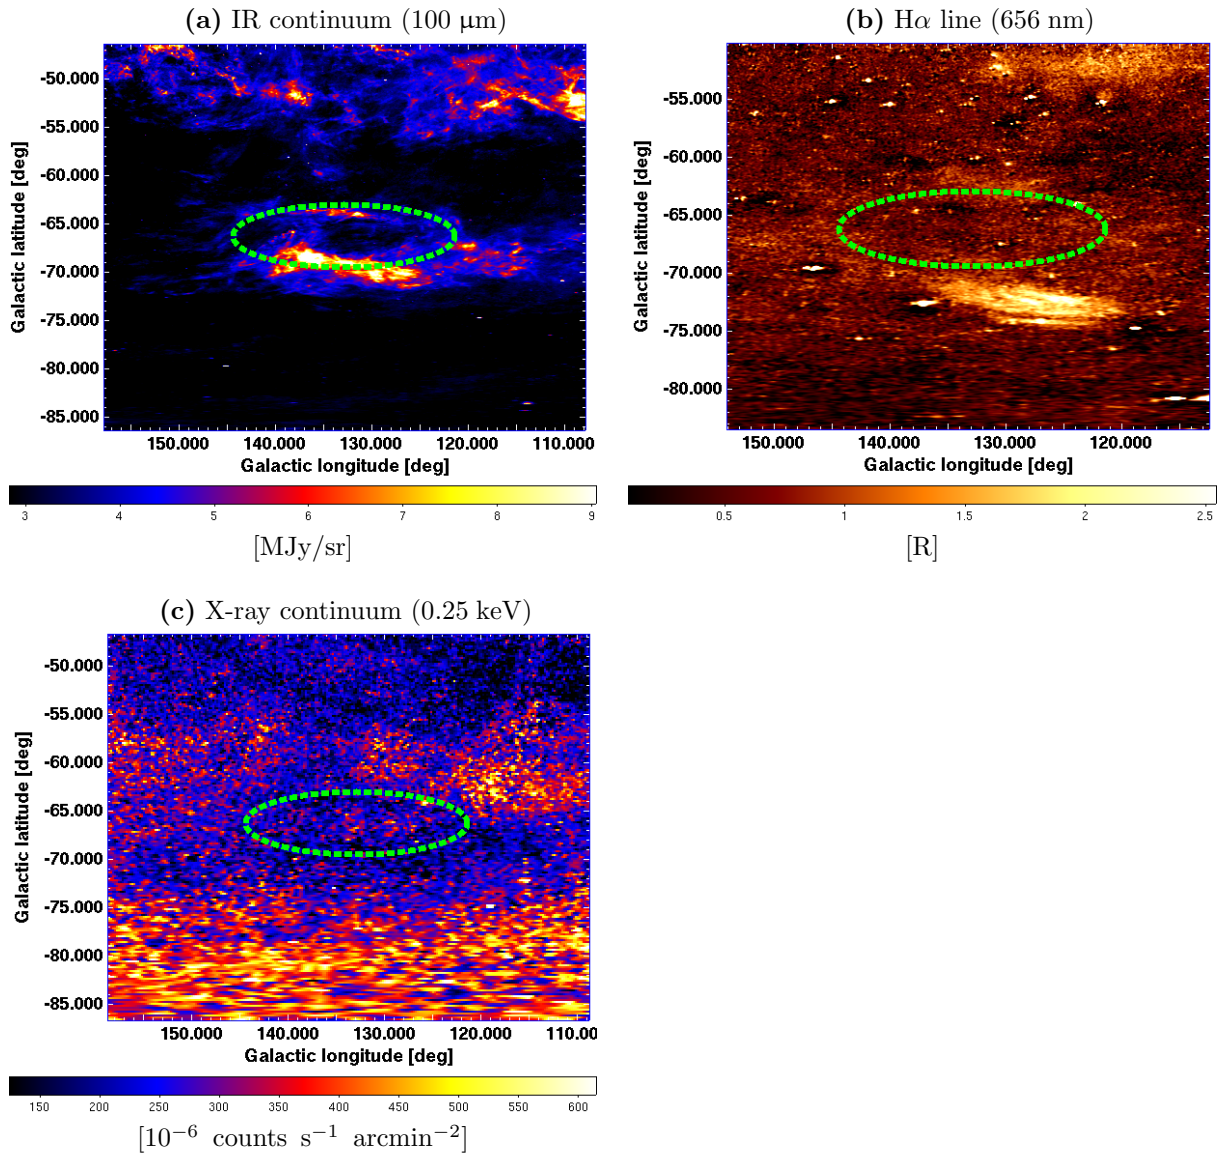 (a) IR continuum (100 μm)
-50.000
-55.000
-60.000
-65.000
-70.000
-75.000
-80.000
-85.000
Galactic latitude [deg]
150.000 140.000 130.000 120.000 110.000
Galactic longitude [deg]
3 4 5 6 7 8 9
[MJy/sr]
(b) Hα line (656 nm)
-55.000
-60.000
-65.000
-70.000
-75.000
-80.000
Galactic latitude [deg]
150.000 140.000 130.000 120.000
Galactic longitude [deg]
0.5 1 1.5 2 2.5
[R]
(c) X-ray continuum (0.25 keV)
-50.000
-55.000
-60.000
-65.000
-70.000
-75.000
-80.000
-85.000
Galactic latitude [deg]
150.000 140.000 130.000 120.000 110.00
Galactic longitude [deg]
150 200 250 300 350 400 450 500 550 600
[10⁻⁶ counts s⁻¹ arcmin⁻²]